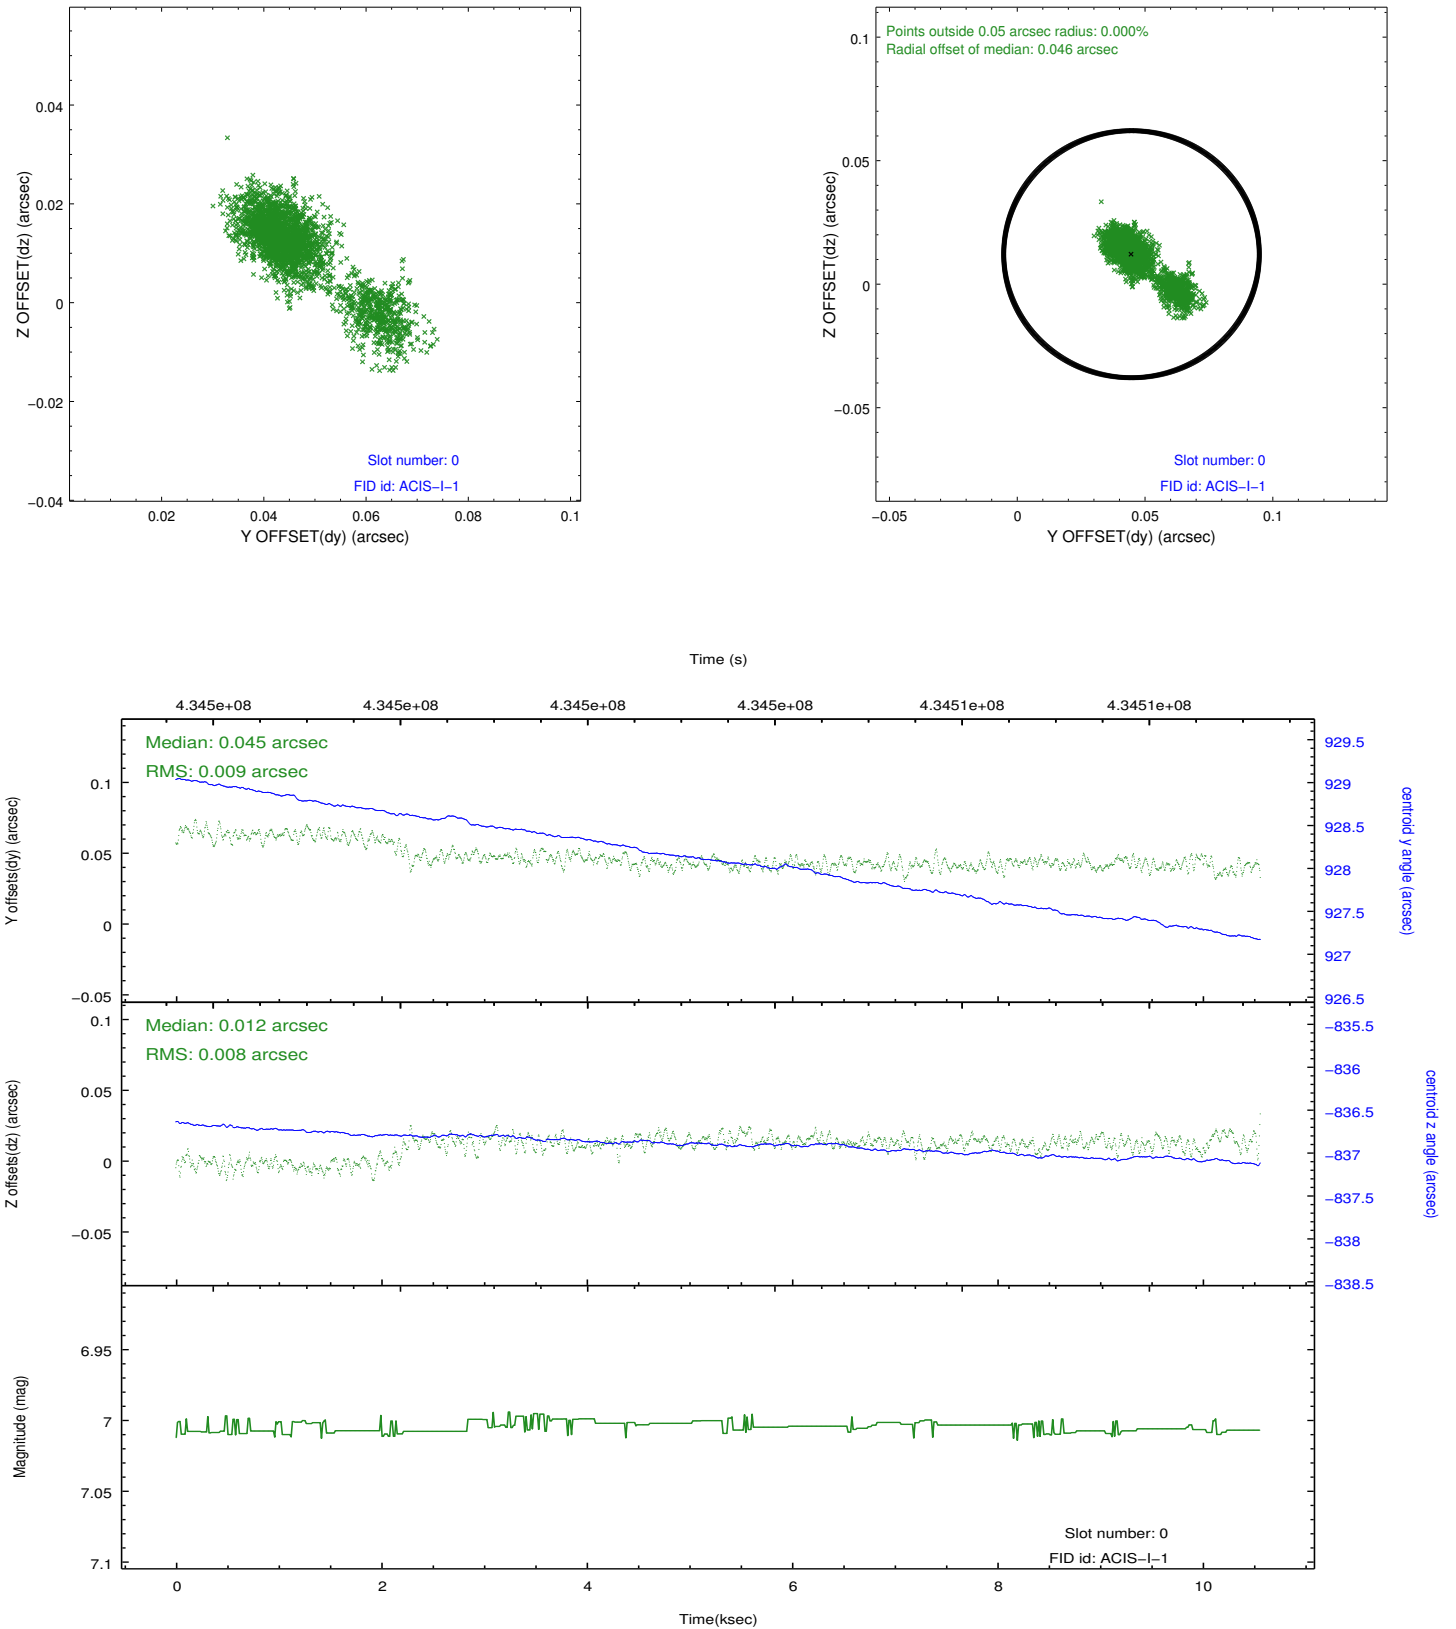 0.04
0.02
0
−0.02
−0.04
Z OFFSET(dz) (arcsec)
Slot number: 0
FID id: ACIS−I−1
0.02
0.04
0.06
0.08
0.1
Y OFFSET(dy) (arcsec)
Points outside 0.05 arcsec radius: 0.000%
Radial offset of median: 0.046 arcsec
0.1
0.05
0
−0.05
Z OFFSET(dz) (arcsec)
Slot number: 0
FID id: ACIS−I−1
−0.05
0
0.05
0.1
Y OFFSET(dy) (arcsec)
Time (s)
4.345e+08
4.345e+08
4.345e+08
4.345e+08
4.3451e+08
4.3451e+08
Median: 0.045 arcsec
RMS: 0.009 arcsec
0.1
0.05
0
−0.05
Y offsets(dy) (arcsec)
929.5
929
928.5
928
927.5
927
926.5
centroid y angle (arcsec)
Median: 0.012 arcsec
RMS: 0.008 arcsec
0.1
0.05
0
−0.05
Z offsets(dz) (arcsec)
−835.5
−836
−836.5
−837
−837.5
−838
−838.5
centroid z angle (arcsec)
6.95
7
7.05
7.1
Magnitude (mag)
Slot number: 0
FID id: ACIS−I−1
0
2
4
6
8
10
Time(ksec)